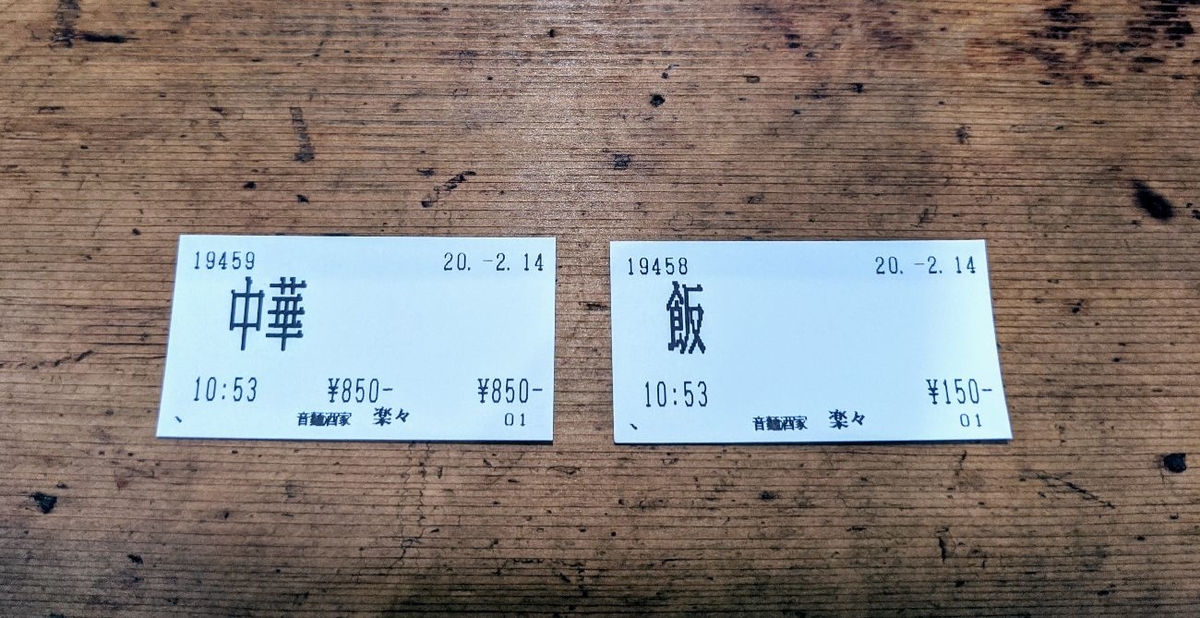 19459 20.-2.14
中華
10:53 ¥850- ¥850-
音麺酒家 楽々 01
19458 20.-2.14
飯
10:53 ¥150-
音麺酒家 楽々 01